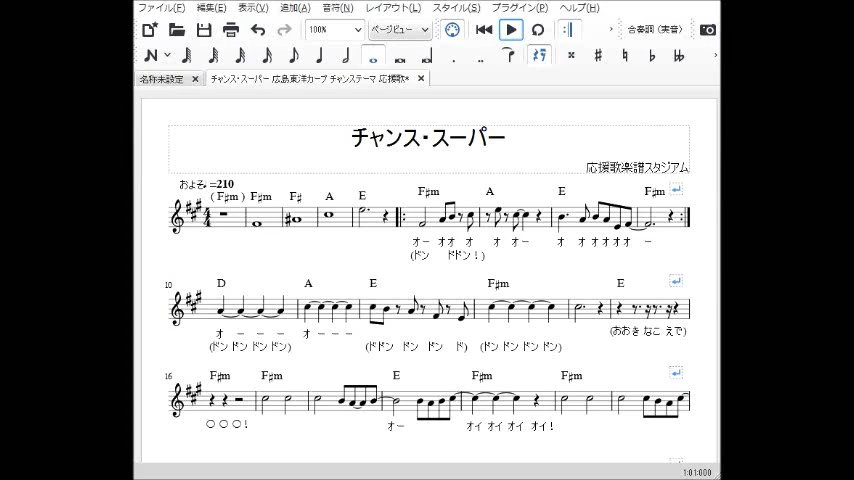 ファイル(F) 編集(E) 表示(V) 追加(A) 音符(N) レイアウト(L) スタイル(S) プラグイン(P) ヘルプ(H)
100% ページビュー 合奏調 (実音)
名称未設定 チャンス・スーパー 広島東洋カープ チャンステーマ 応援歌*
チャンス・スーパー
応援歌楽譜スタジアム
およそ =210
(F♯m) F♯m F♯ A E F♯m A E F♯m
オー オオ オ オ オー オ オオオオオ ー
(ドン ドドン!)
10 D A E F♯m E
オ ー ー ー オ ー ー ー (おおき なこ えで)
(ドン ドン ドン ドン) (ドドン ドン ドン ド) (ドン ドン ドン ドン)
16 F♯m F♯m E F♯m F♯m
〇〇〇! オー オイ オイ オイ オイ!
1:01:000